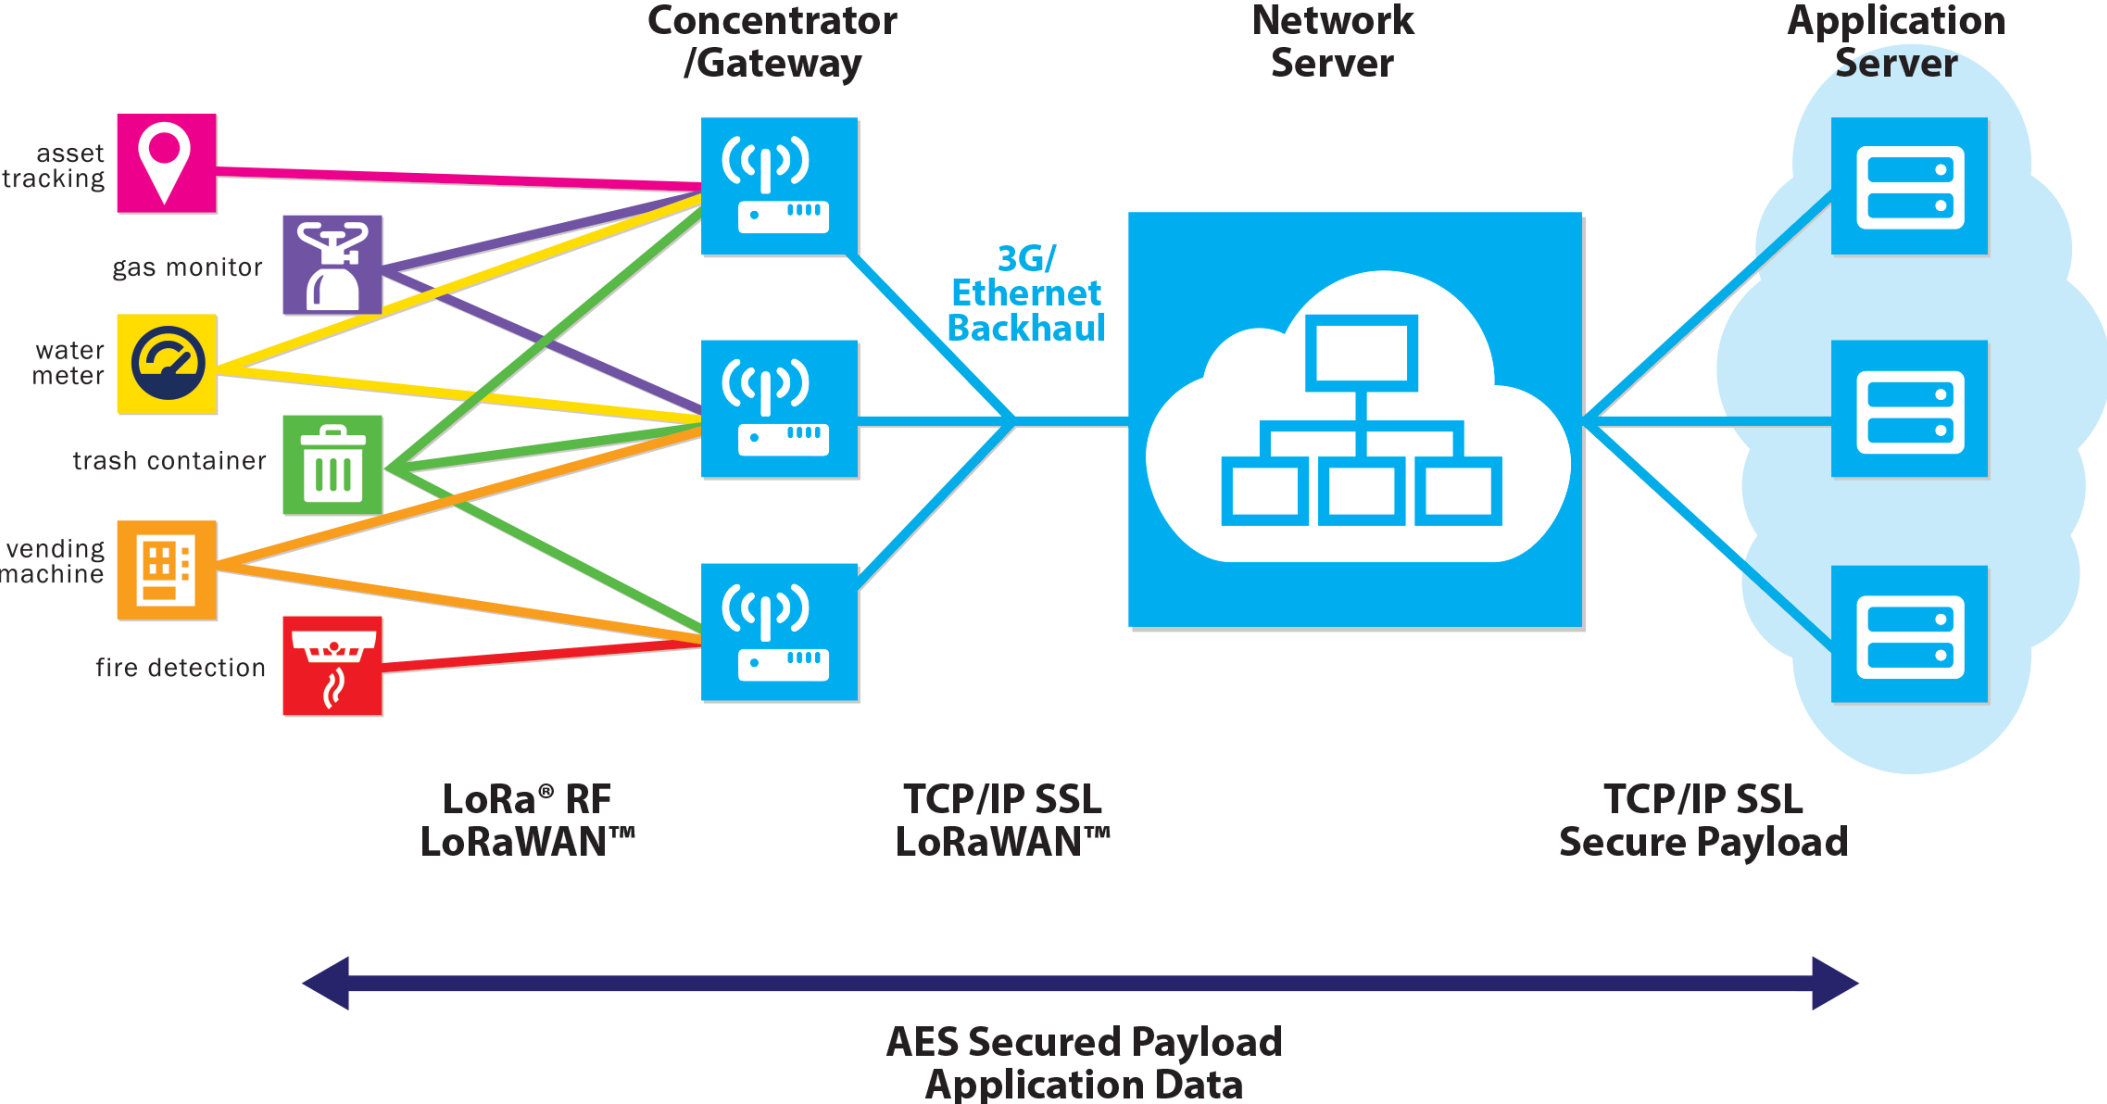 Concentrator
/Gateway
Network
Server
Application
Server
asset
tracking
gas monitor
water
meter
trash container
vending
machine
fire detection
3G/
Ethernet
Backhaul
LoRa® RF
LoRaWAN™
TCP/IP SSL
LoRaWAN™
TCP/IP SSL
Secure Payload
AES Secured Payload
Application Data